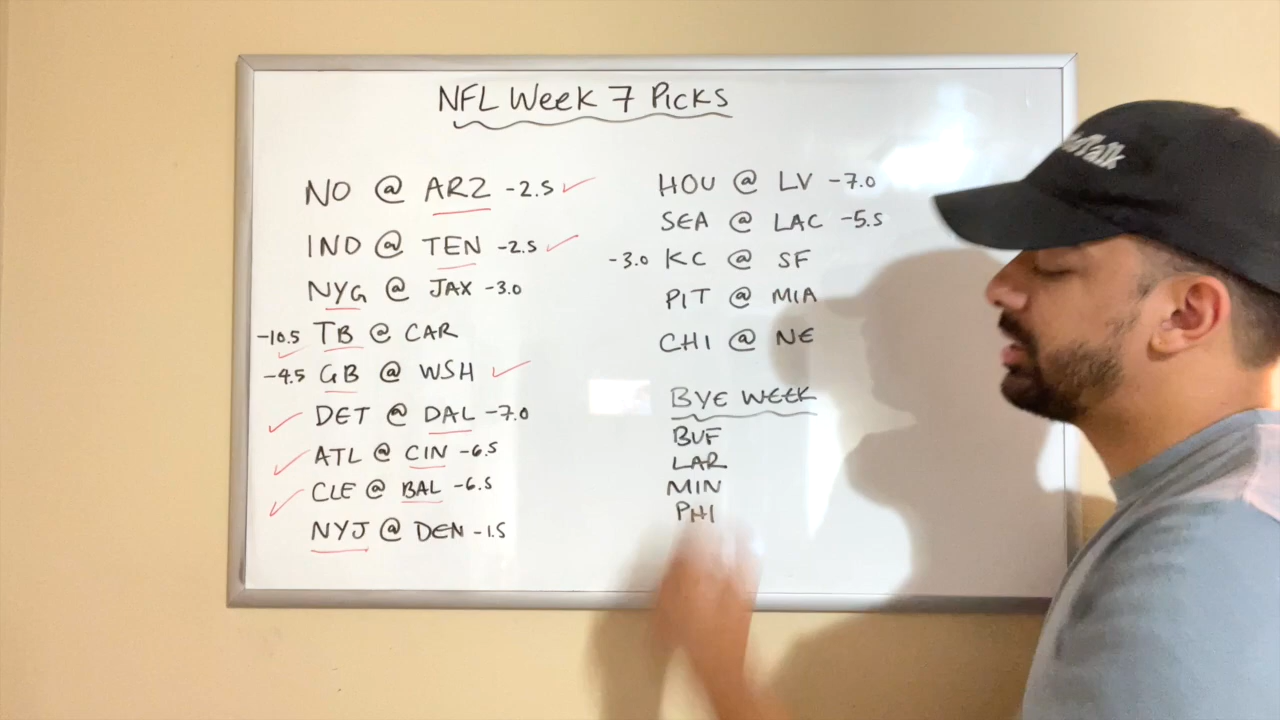 NFL Week 7 Picks
NO @ ARZ -2.5
IND @ TEN -2.5
NYG @ JAX -3.0
-10.5 TB @ CAR
-4.5 GB @ WSH
DET @ DAL -7.0
ATL @ CIN -6.5
CLE @ BAL -6.5
NYJ @ DEN -1.5
HOU @ LV -7.0
SEA @ LAC -5.5
-3.0 KC @ SF
PIT @ MIA
CHI @ NE
BYE WEEK
BUF
LAR
MIN
PHI